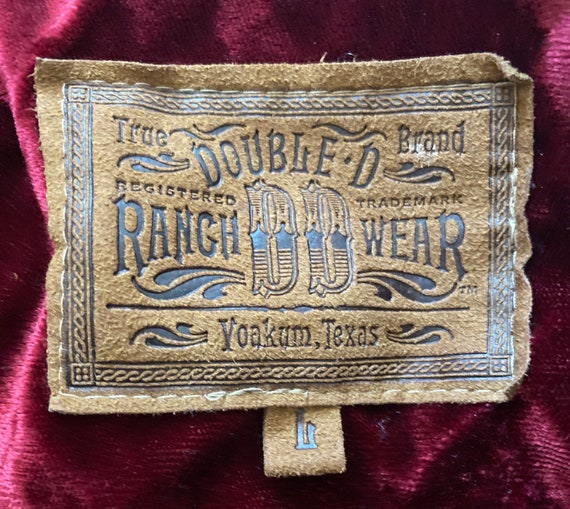 True Brand
DOUBLE·D
REGISTERED TRADEMARK
RANCH DD WEAR
TM
Yoakum, Texas
L